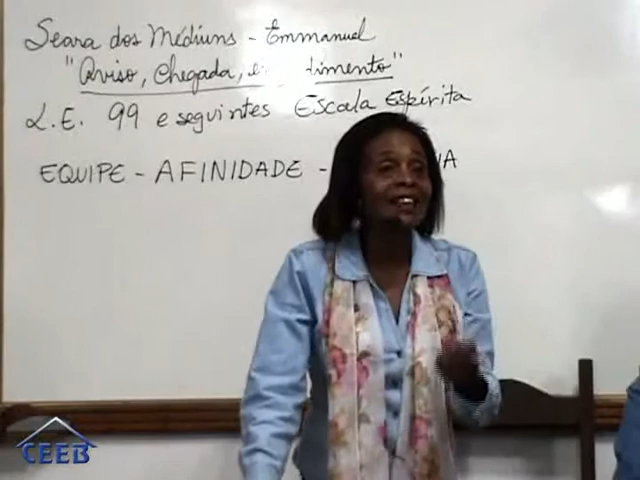 Seara dos Médiuns - Emmanuel
"Aviso, Chegada, e
L.E. 99 e seguintes Escala Espírita
EQUIPE - AFINIDADE -
CEEB